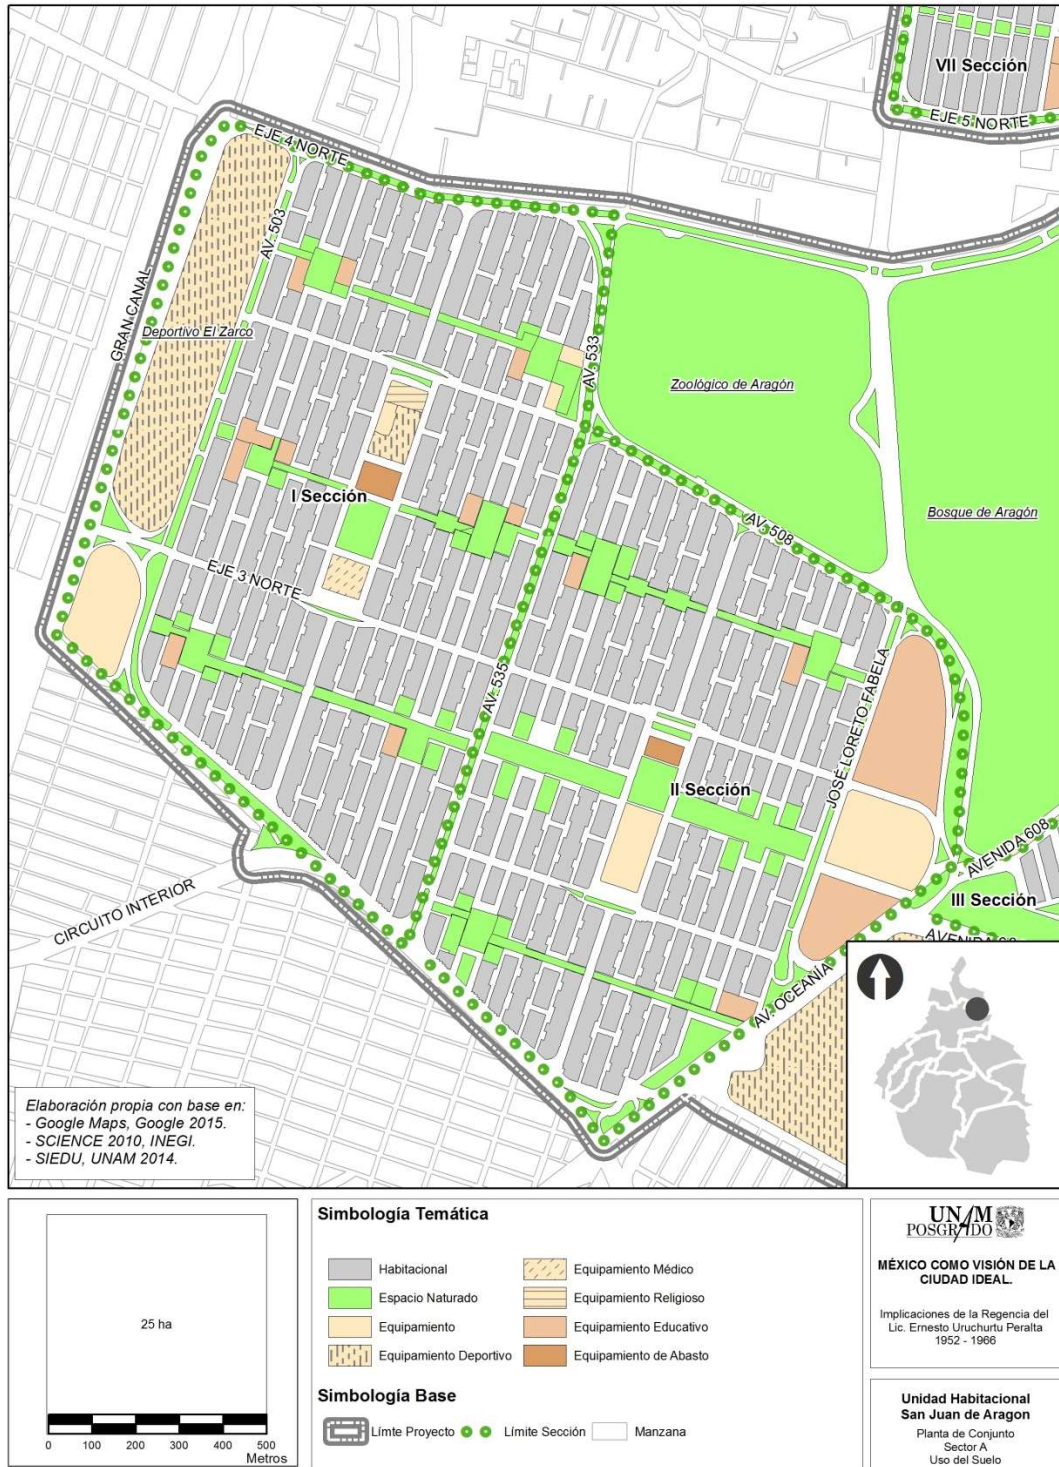 VII Sección
EJE 5 NORTE
EJE 4 NORTE
AV. 503
GRAN CANAL
Deportivo El Zarco
AV. 533
Zoológico de Aragón
I Sección
AV. 508
Bosque de Aragón
EJE 3 NORTE
AV. 535
JOSÉ LORETO FABELA
II Sección
AVENIDA 608
III Sección
CIRCUITO INTERIOR
AVENIDA 60
AV. OCEANÍA
Elaboración propia con base en:
- Google Maps, Google 2015.
- SCIENCE 2010, INEGI.
- SIEDU, UNAM 2014.
25 ha
0 100 200 300 400 500
Metros
Simbología Temática
Habitacional
Espacio Naturado
Equipamiento
Equipamiento Deportivo
Equipamiento Médico
Equipamiento Religioso
Equipamiento Educativo
Equipamiento de Abasto
Simbología Base
Límte Proyecto
Límite Sección
Manzana
UNAM
POSGRADO
MÉXICO COMO VISIÓN DE LA
CIUDAD IDEAL.
Implicaciones de la Regencia del
Lic. Ernesto Uruchurtu Peralta
1952 - 1966
Unidad Habitacional
San Juan de Aragon
Planta de Conjunto
Sector A
Uso del Suelo